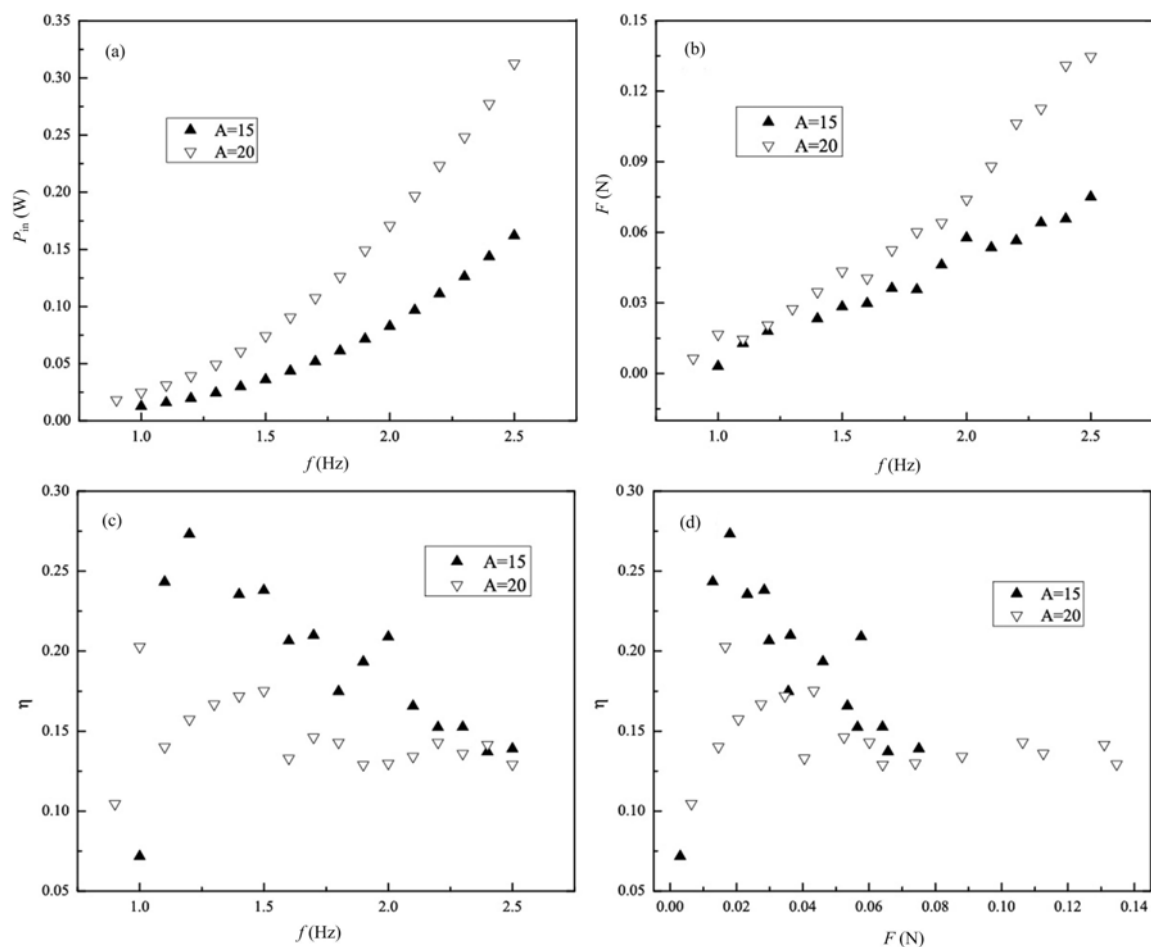 (a)
A=15
A=20
P_in (W)
0.35
0.30
0.25
0.20
0.15
0.10
0.05
0.00
1.0 1.5 2.0 2.5
f (Hz)
(b)
A=15
A=20
F (N)
0.15
0.12
0.09
0.06
0.03
0.00
1.0 1.5 2.0 2.5
f (Hz)
(c)
A=15
A=20
η
0.30
0.25
0.20
0.15
0.10
0.05
1.0 1.5 2.0 2.5
f (Hz)
(d)
A=15
A=20
η
0.30
0.25
0.20
0.15
0.10
0.05
0.00 0.02 0.04 0.06 0.08 0.10 0.12 0.14
F (N)